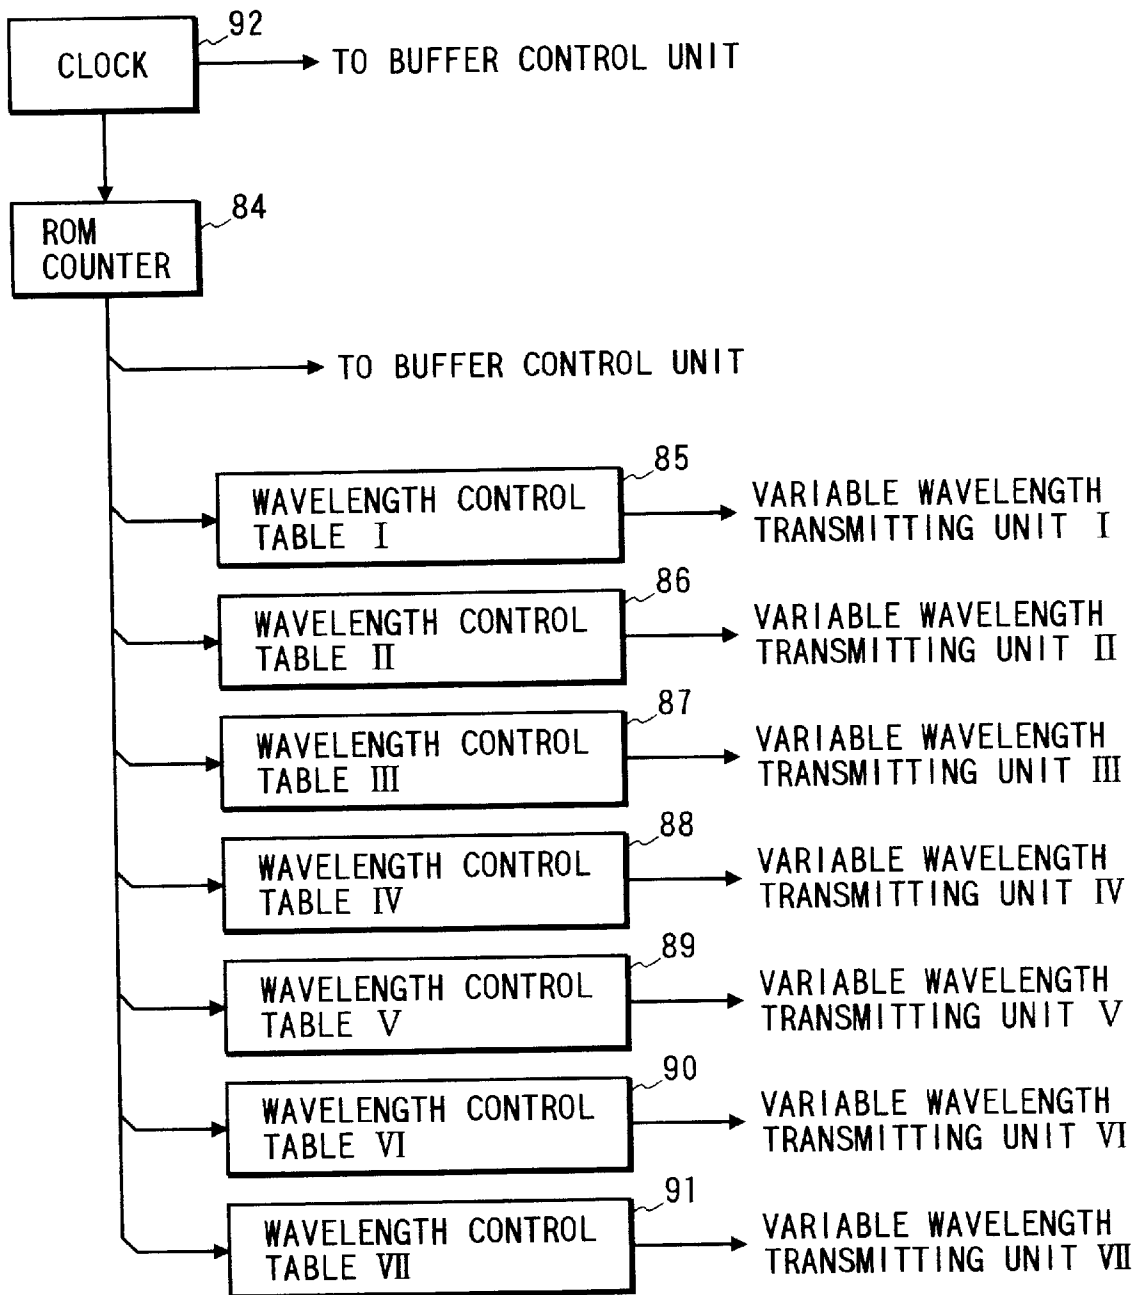 92
CLOCK
TO BUFFER CONTROL UNIT
84
ROM
COUNTER
TO BUFFER CONTROL UNIT
85
WAVELENGTH CONTROL
TABLE I
VARIABLE WAVELENGTH
TRANSMITTING UNIT I
86
WAVELENGTH CONTROL
TABLE II
VARIABLE WAVELENGTH
TRANSMITTING UNIT II
87
WAVELENGTH CONTROL
TABLE III
VARIABLE WAVELENGTH
TRANSMITTING UNIT III
88
WAVELENGTH CONTROL
TABLE IV
VARIABLE WAVELENGTH
TRANSMITTING UNIT IV
89
WAVELENGTH CONTROL
TABLE V
VARIABLE WAVELENGTH
TRANSMITTING UNIT V
90
WAVELENGTH CONTROL
TABLE VI
VARIABLE WAVELENGTH
TRANSMITTING UNIT VI
91
WAVELENGTH CONTROL
TABLE VII
VARIABLE WAVELENGTH
TRANSMITTING UNIT VII